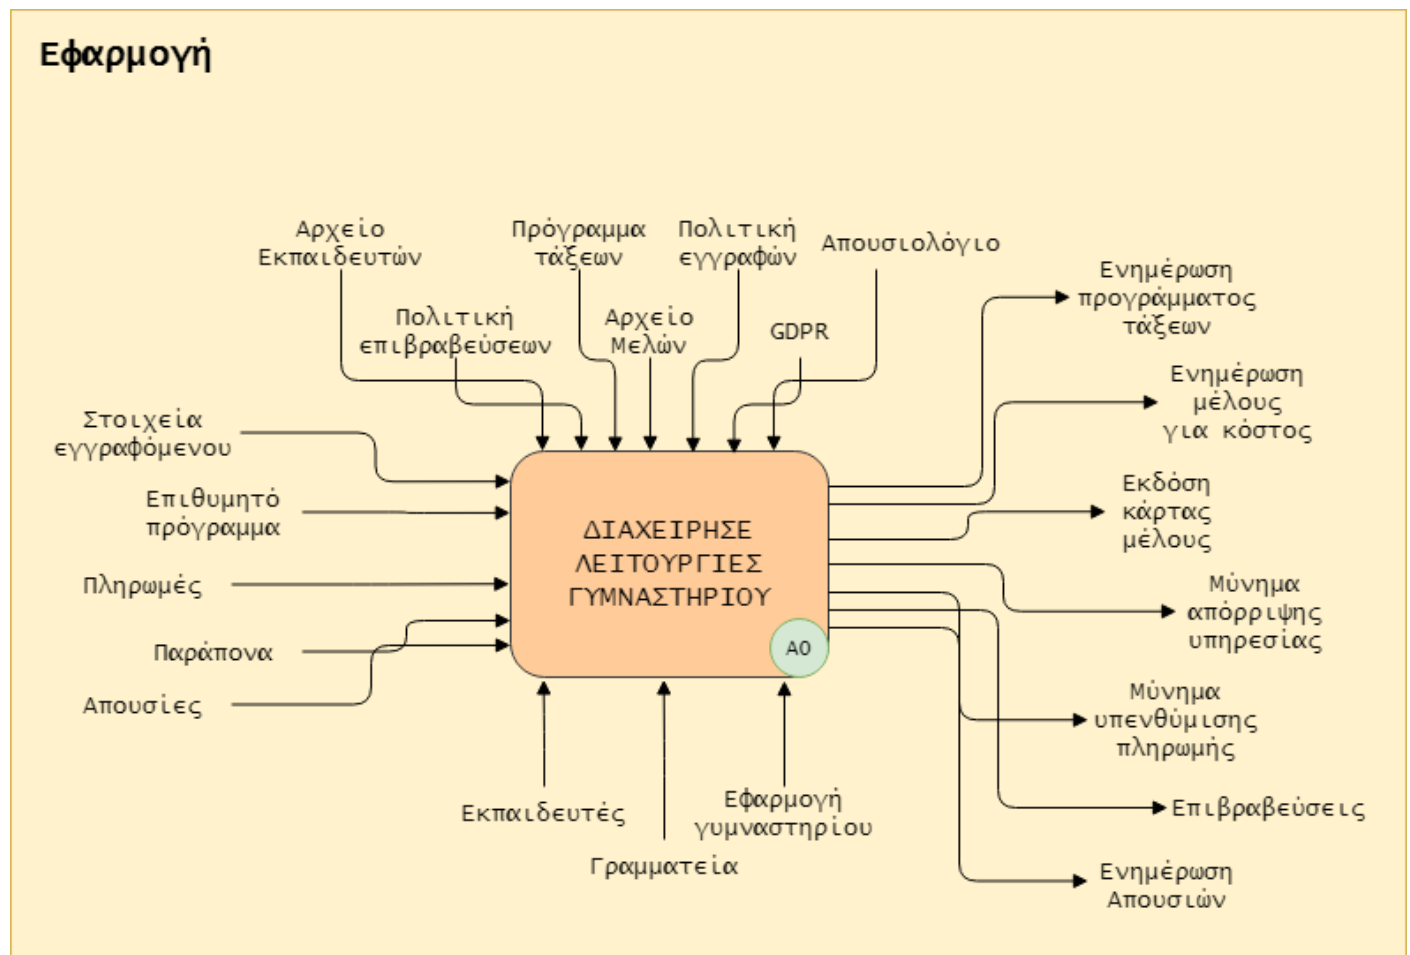 Εφαρμογή
Αρχείο
Εκπαιδευτών
Πρόγραμμα
τάξεων
Πολιτική
εγγραφών
Απουσιολόγιο
Πολιτική
επιβραβεύσεων
Αρχείο
Μελών
GDPR
Στοιχεία
εγγραφόμενου
Επιθυμητό
πρόγραμμα
Πληρωμές
Παράπονα
Απουσίες
ΔΙΑΧΕΙΡΗΣΕ
ΛΕΙΤΟΥΡΓΙΕΣ
ΓΥΜΝΑΣΤΗΡΙΟΥ
A0
Εκπαιδευτές
Γραμματεία
Εφαρμογή
γυμναστηρίου
Ενημέρωση
προγράμματος
τάξεων
Ενημέρωση
μέλους
για κόστος
Εκδόση
κάρτας
μέλους
Μύνημα
απόρριψης
υπηρεσίας
Μύνημα
υπενθύμισης
πληρωμής
Επιβραβεύσεις
Ενημέρωση
Απουσιών